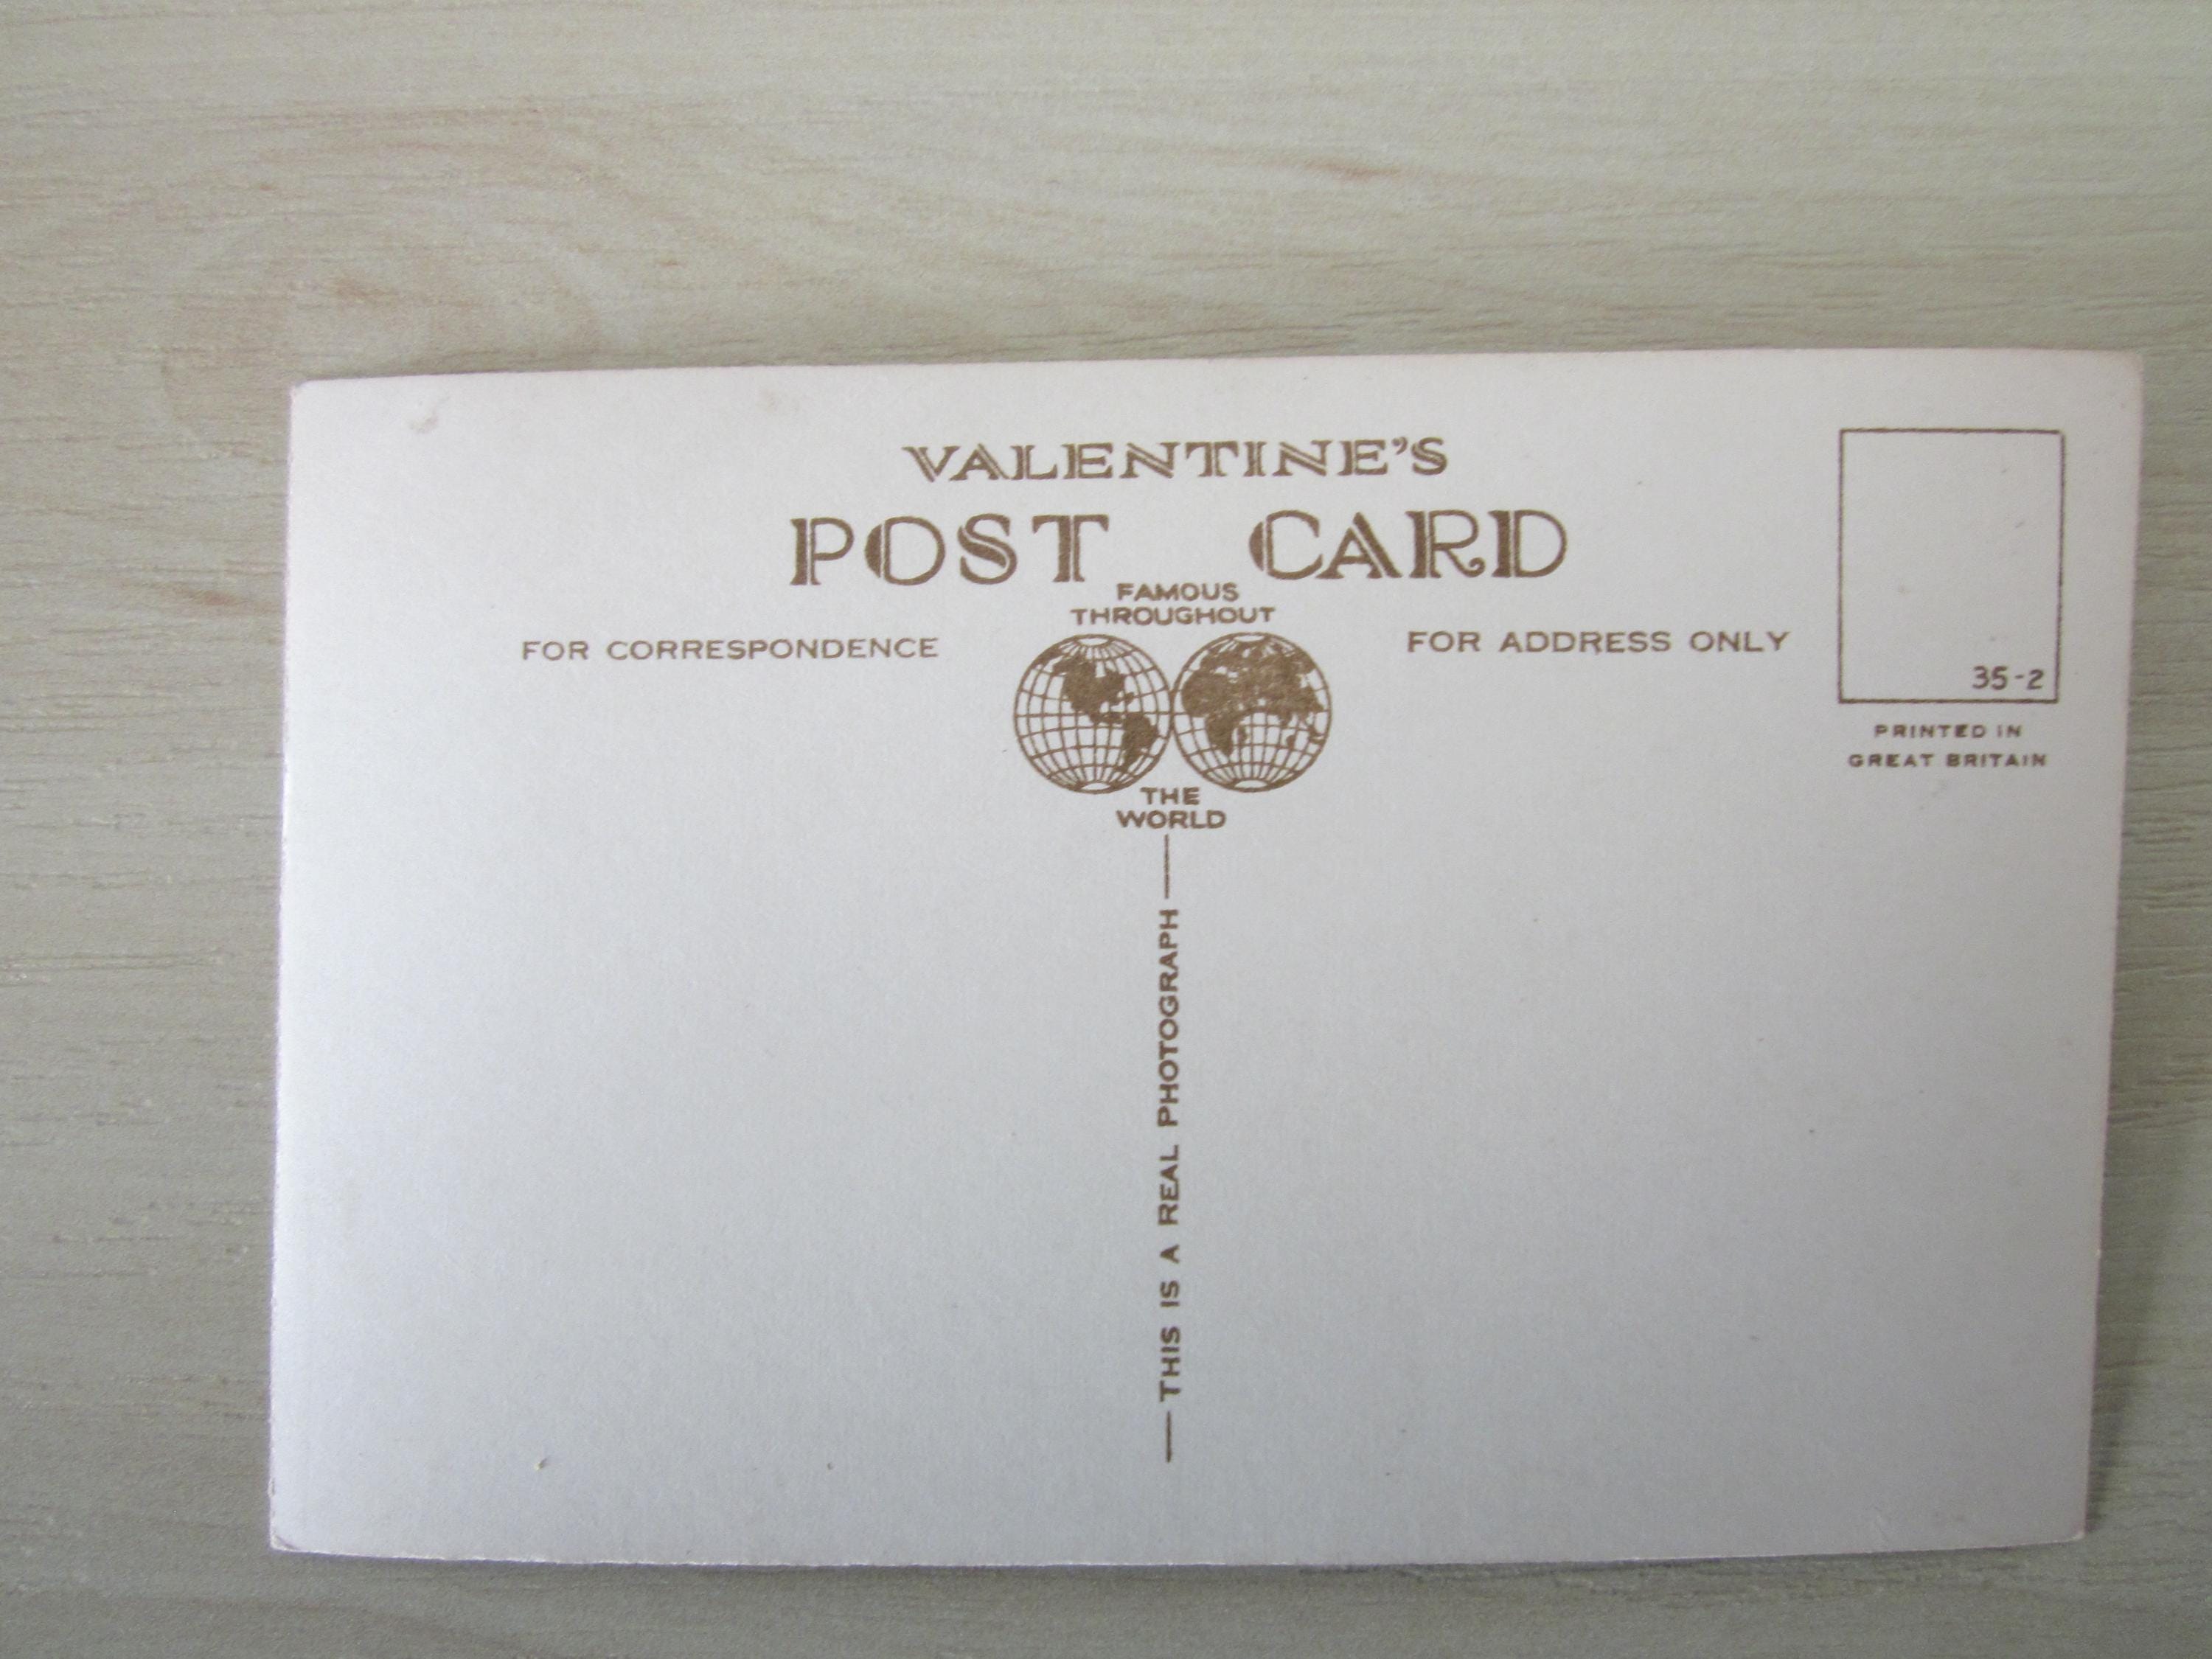 VALENTINE'S
POST CARD
FAMOUS
THROUGHOUT
FOR CORRESPONDENCE
FOR ADDRESS ONLY
35-2
PRINTED IN
GREAT BRITAIN
THE
WORLD
THIS IS A REAL PHOTOGRAPH